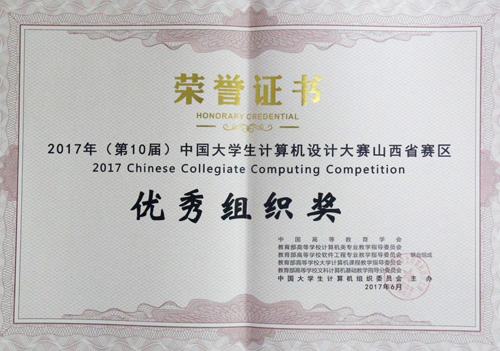 荣誉证书
HONORARY CREDENTIAL
2017年（第10届）中国大学生计算机设计大赛山西省赛区
2017 Chinese Collegiate Computing Competition
优秀组织奖
中国高等教育学会
教育部高等学校计算机类专业教学指导委员会
教育部高等学校软件工程专业教学指导委员会 联合组成
教育部高等学校大学计算机课程教学指导委员会
教育部高等学校文科计算机基础教学指导分委员会
中国大学生计算机组织委员会 主办
2017年6月